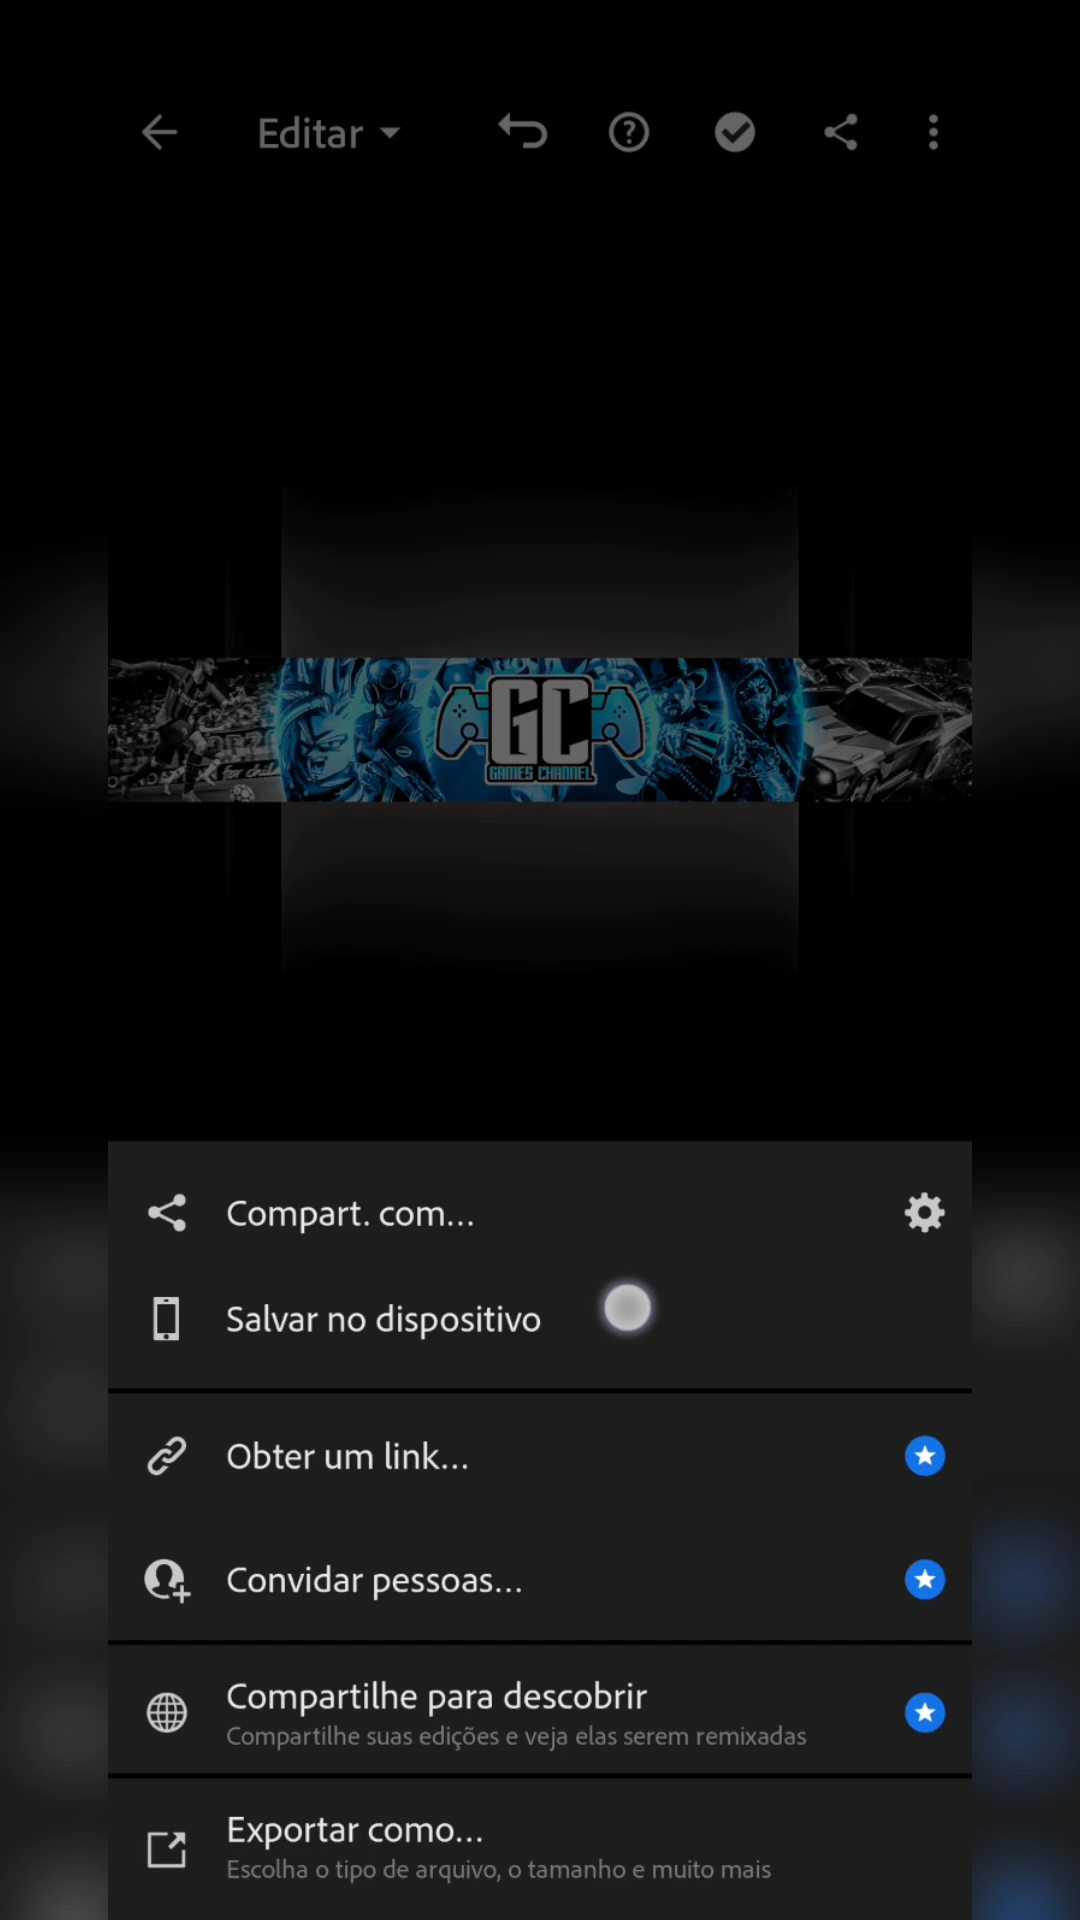 Editar
GC
GAMES CHANNEL
Compart. com...
Salvar no dispositivo
Obter um link...
Convidar pessoas...
Compartilhe para descobrir
Compartilhe suas edições e veja elas serem remixadas
Exportar como...
Escolha o tipo de arquivo, o tamanho e muito mais